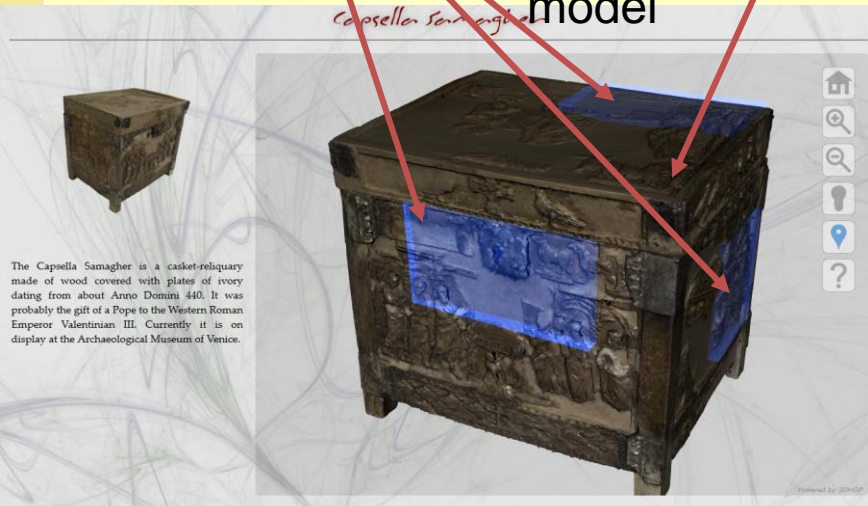 model
Capsella Samagher
The Capsella Samagher is a casket-reliquary
made of wood covered with plates of ivory
dating from about Anno Domini 440. It was
probably the gift of a Pope to the Western Roman
Emperor Valentinian III. Currently it is on
display at the Archaeological Museum of Venice.
?
Powered by 3DHOP